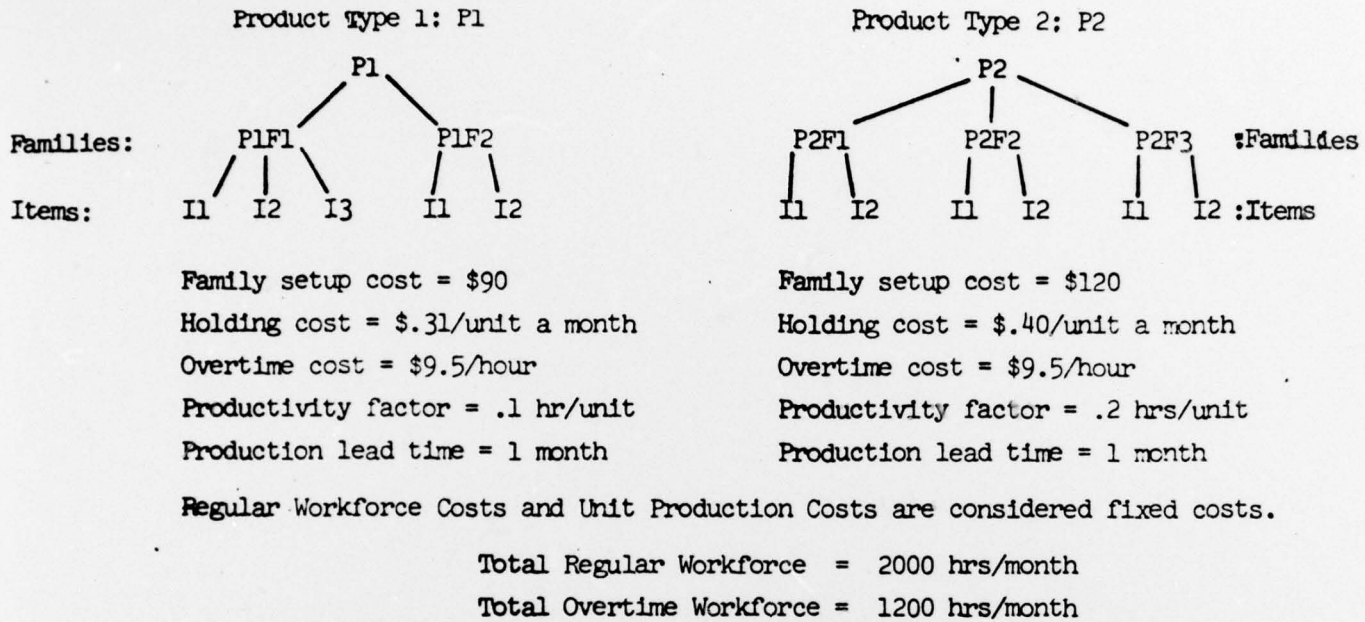 Product Type 1: P1 Product Type 2: P2
P1 P2
Families: P1F1 P1F2 P2F1 P2F2 P2F3 :Families
Items: I1 I2 I3 I1 I2 I1 I2 I1 I2 I1 I2 :Items
Family setup cost = $90 Family setup cost = $120
Holding cost = $.31/unit a month Holding cost = $.40/unit a month
Overtime cost = $9.5/hour Overtime cost = $9.5/hour
Productivity factor = .1 hr/unit Productivity factor = .2 hrs/unit
Production lead time = 1 month Production lead time = 1 month
Regular Workforce Costs and Unit Production Costs are considered fixed costs.
Total Regular Workforce = 2000 hrs/month
Total Overtime Workforce = 1200 hrs/month